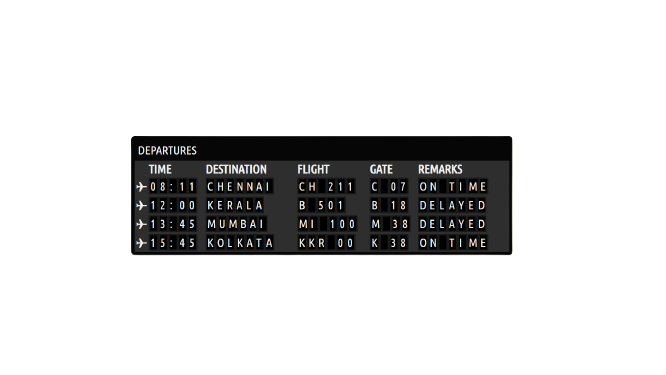 DEPARTURES
TIME DESTINATION FLIGHT GATE REMARKS
08:11 CHENNAI CH 211 C 07 ON TIME
12:00 KERALA B 501 B 18 DELAYED
13:45 MUMBAI MI 100 M 38 DELAYED
15:45 KOLKATA KKR 00 K 38 ON TIME